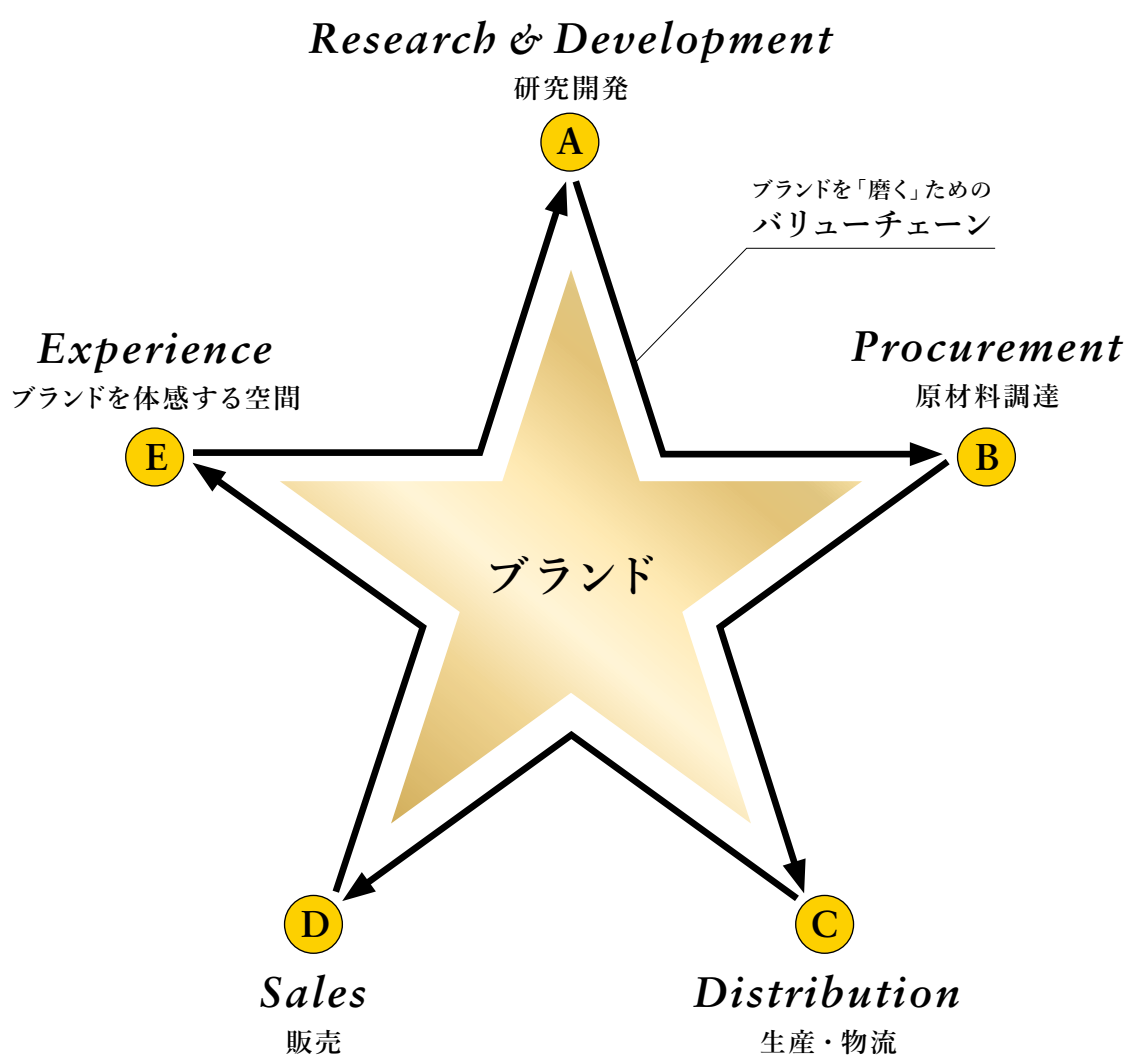 Research & Development
研究開発
A
ブランドを「磨く」ための
バリューチェーン
Experience
ブランドを体感する空間
E
Procurement
原材料調達
B
ブランド
D
Sales
販売
C
Distribution
生産・物流